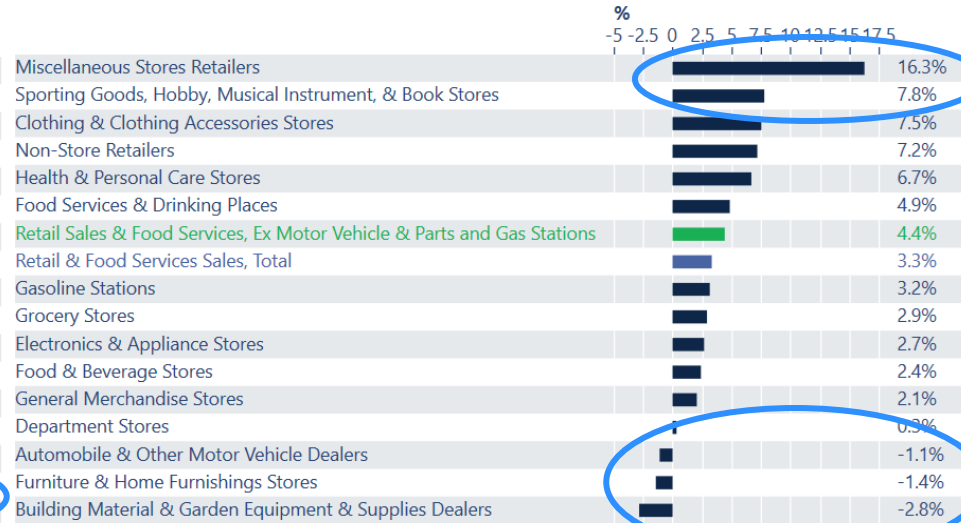 %
-5 -2.5 0 2.5 5 7.5 10 12.5 15 17.5
Miscellaneous Stores Retailers 16.3%
Sporting Goods, Hobby, Musical Instrument, & Book Stores 7.8%
Clothing & Clothing Accessories Stores 7.5%
Non-Store Retailers 7.2%
Health & Personal Care Stores 6.7%
Food Services & Drinking Places 4.9%
Retail Sales & Food Services, Ex Motor Vehicle & Parts and Gas Stations 4.4%
Retail & Food Services Sales, Total 3.3%
Gasoline Stations 3.2%
Grocery Stores 2.9%
Electronics & Appliance Stores 2.7%
Food & Beverage Stores 2.4%
General Merchandise Stores 2.1%
Department Stores 0.3%
Automobile & Other Motor Vehicle Dealers -1.1%
Furniture & Home Furnishings Stores -1.4%
Building Material & Garden Equipment & Supplies Dealers -2.8%